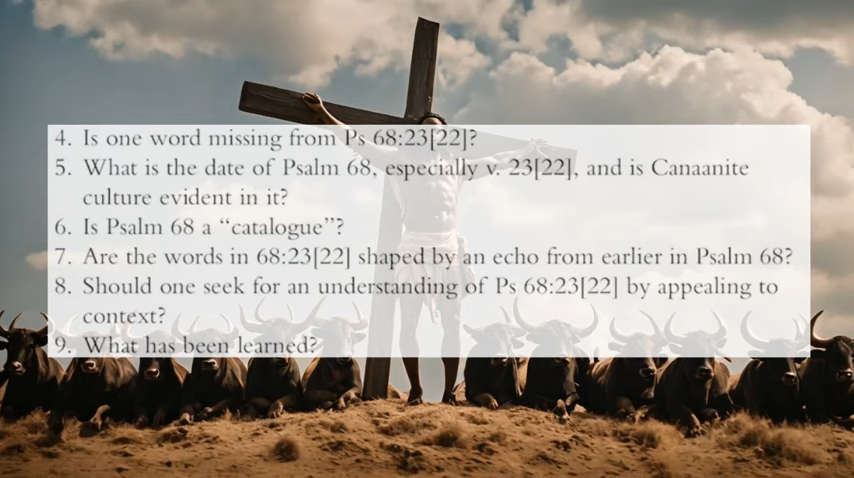 4. Is one word missing from Ps 68:23[22]?
5. What is the date of Psalm 68, especially v. 23[22], and is Canaanite
culture evident in it?
6. Is Psalm 68 a “catalogue”?
7. Are the words in 68:23[22] shaped by an echo from earlier in Psalm 68?
8. Should one seek for an understanding of Ps 68:23[22] by appealing to
context?
9. What has been learned?